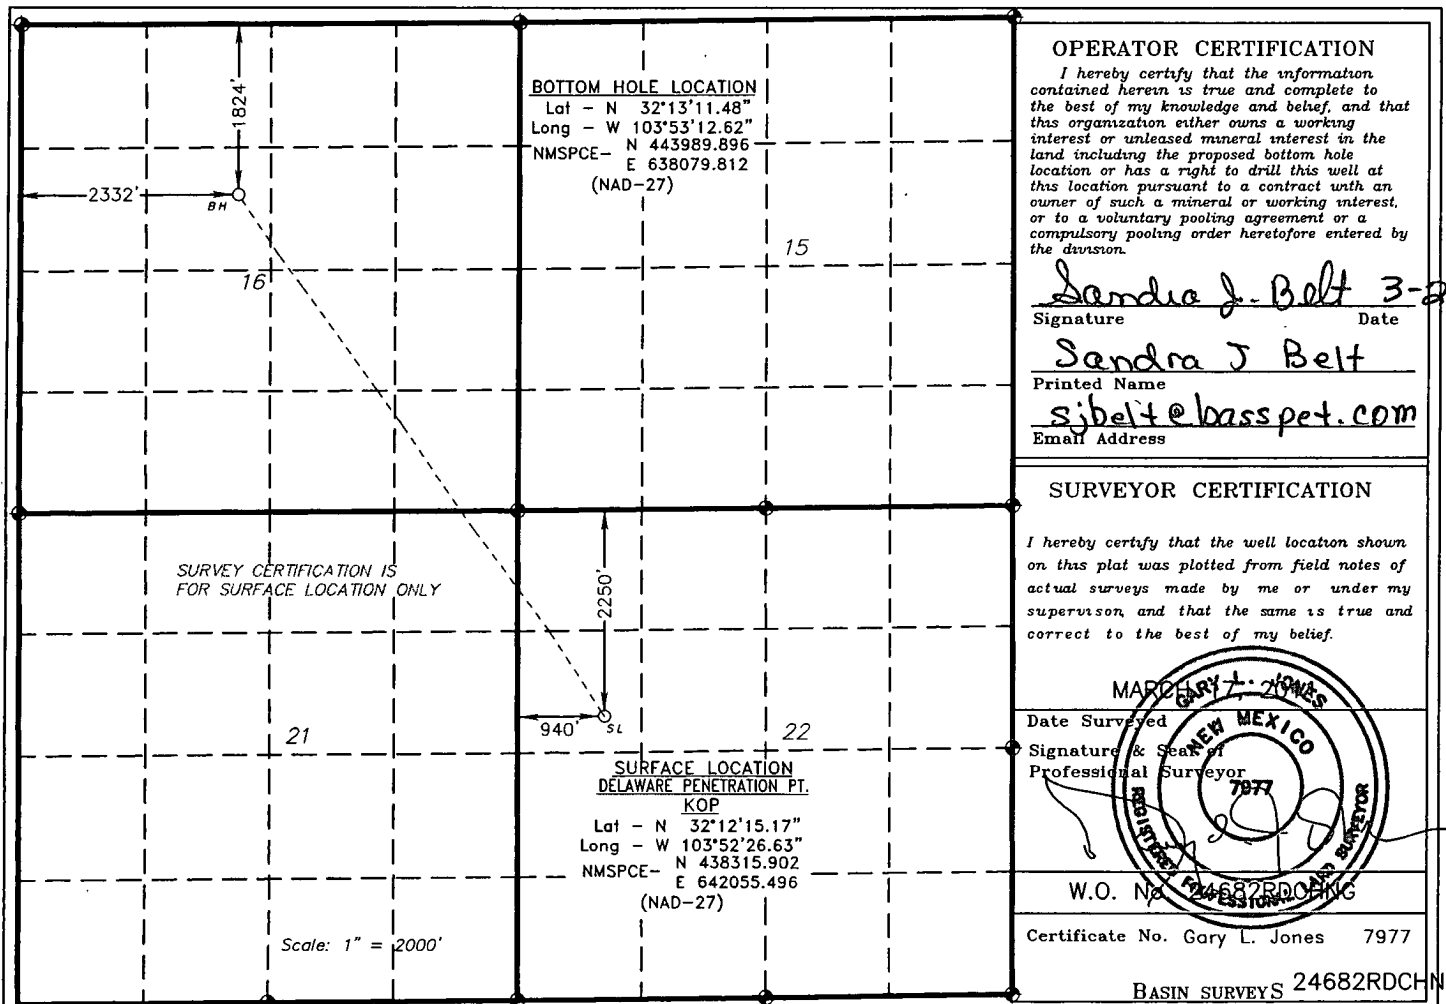 1824'
2332'
BH
BOTTOM HOLE LOCATION
Lat - N 32°13'11.48"
Long - W 103°53'12.62"
NMSPCE- N 443989.896
E 638079.812
(NAD-27)
16
15
SURVEY CERTIFICATION IS
FOR SURFACE LOCATION ONLY
2250'
940'
SL
21
22
SURFACE LOCATION
DELAWARE PENETRATION PT.
KOP
Lat - N 32°12'15.17"
Long - W 103°52'26.63"
NMSPCE- N 438315.902
E 642055.496
(NAD-27)
Scale: 1" = 2000'
OPERATOR CERTIFICATION
I hereby certify that the information
contained herein is true and complete to
the best of my knowledge and belief, and that
this organization either owns a working
interest or unleased mineral interest in the
land including the proposed bottom hole
location or has a right to drill this well at
this location pursuant to a contract with an
owner of such a mineral or working interest,
or to a voluntary pooling agreement or a
compulsory pooling order heretofore entered by
the division.
Sandra J. Belt 3-2
Signature Date
Sandra J Belt
Printed Name
sjbelt@basspet.com
Email Address
SURVEYOR CERTIFICATION
I hereby certify that the well location shown
on this plat was plotted from field notes of
actual surveys made by me or under my
supervison, and that the same is true and
correct to the best of my belief.
MARCH 17,
Date Surveyed
Signature & Seal of
Professional Surveyor
GARY L. JONES
NEW MEXICO
7977
REGISTERED PROFESSIONAL LAND SURVEYOR
W.O. No. 24682RDCHNG
Certificate No. Gary L. Jones 7977
BASIN SURVEYS 24682RDCHN